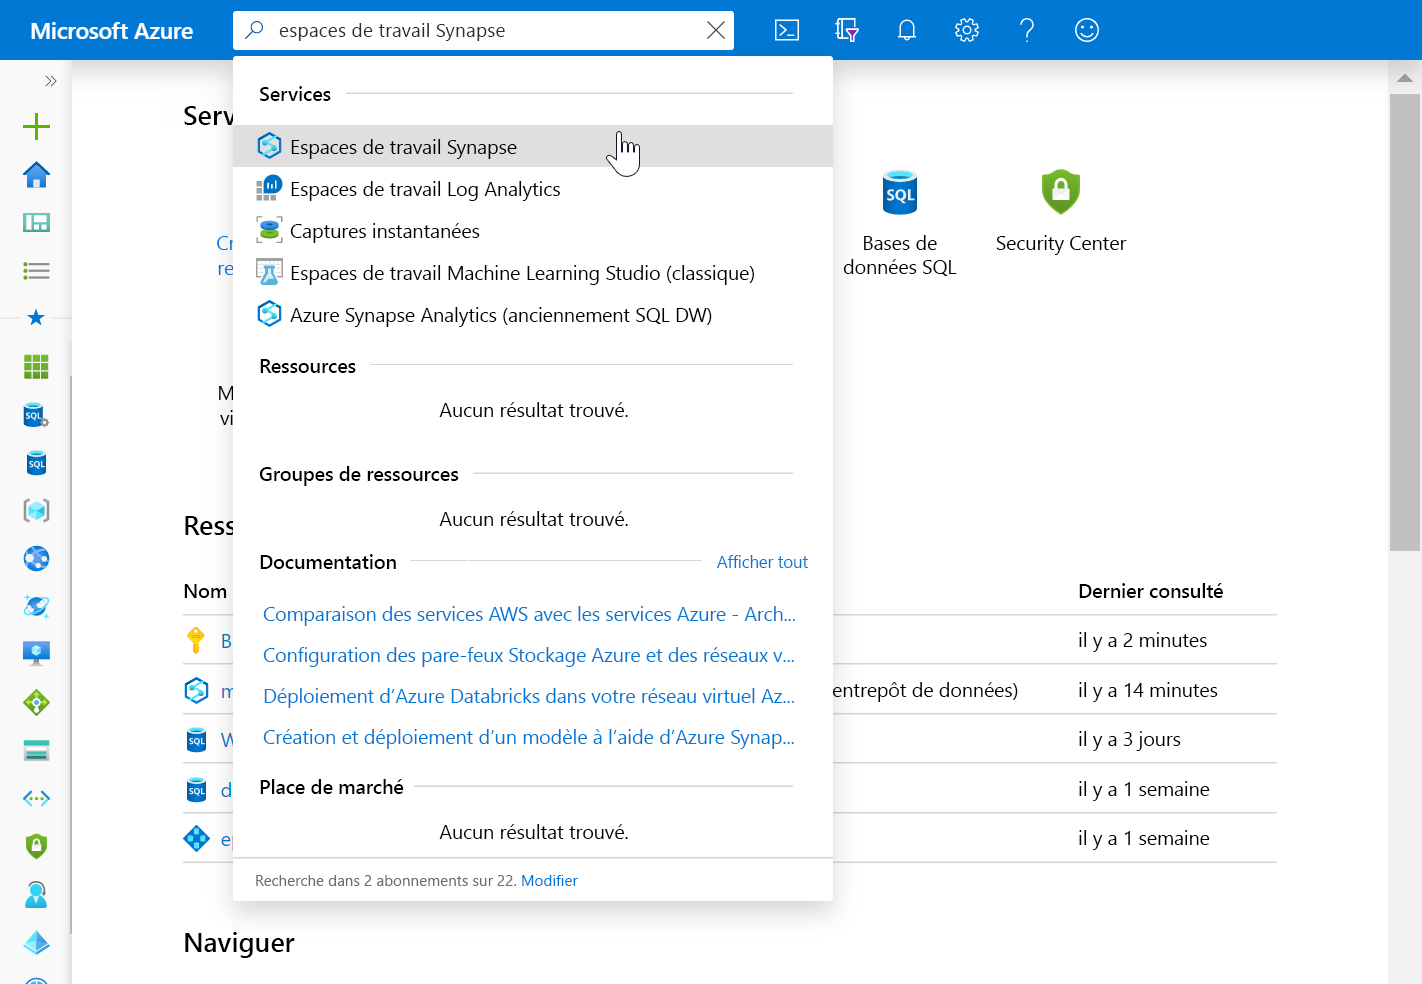 Microsoft Azure
espaces de travail Synapse
Services
Espaces de travail Synapse
Espaces de travail Log Analytics
Captures instantanées
Espaces de travail Machine Learning Studio (classique)
Azure Synapse Analytics (anciennement SQL DW)
Ressources
Aucun résultat trouvé.
Groupes de ressources
Aucun résultat trouvé.
Documentation
Afficher tout
Comparaison des services AWS avec les services Azure - Arch...
Configuration des pare-feux Stockage Azure et des réseaux v...
Déploiement d’Azure Databricks dans votre réseau virtuel Az...
Création et déploiement d’un modèle à l’aide d’Azure Synap...
Place de marché
Aucun résultat trouvé.
Recherche dans 2 abonnements sur 22. Modifier
Serv
Cr
re
SQL
Bases de
données SQL
Security Center
M
vi
SQL
SQL
Ress
Nom
Dernier consulté
B
il y a 2 minutes
m
entrepôt de données)
il y a 14 minutes
SQL
W
il y a 3 jours
SQL
d
il y a 1 semaine
ep
il y a 1 semaine
Naviguer